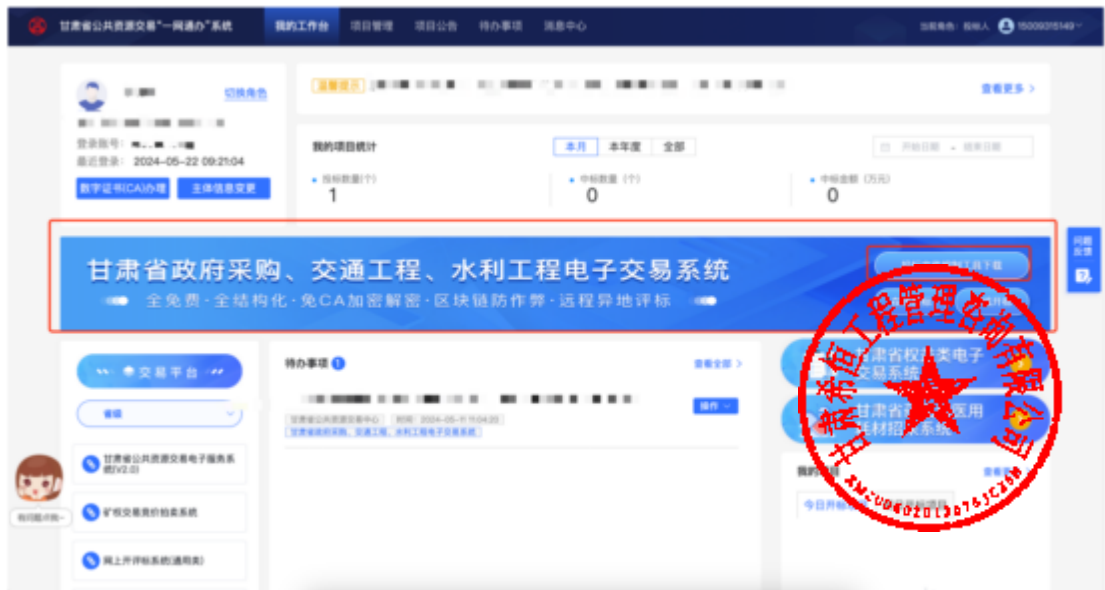 甘肃省公共资源交易“一网通办”系统 我的工作台 项目管理 项目公告 待办事项 消息中心 当前角色：投标人 15009315149
切换角色
温馨提示
查看更多 >
登录账号：
最近登录： 2024-05-22 09:21:04
数字证书(CA)办理 主体信息变更
我的项目统计 本月 本年度 全部 开始日期 - 结束日期
投标数量(个) 中标数量（个） 中标金额（万元）
1 0 0
问题
反馈
甘肃省政府采购、交通工程、水利工程电子交易系统
全免费·全结构化·免CA加密解密·区块链防作弊·远程异地评标
工具下载
交易平台
省级
甘肃省公共资源交易电子服务系
统(V2.0)
矿权交易竞价拍卖系统
网上开评标系统(通用类)
有问题点我~
待办事项 1 查看全部 >
操作
甘肃省公共资源交易中心 时间：2024-05-11 11:04:20
甘肃省政府采购、交通工程、水利工程电子交易系统
甘肃省权 类电子
交易系统
甘肃省 医用
耗材招 系统
我的项目
今日开标
甘肃希恒工程管理咨询有限公司